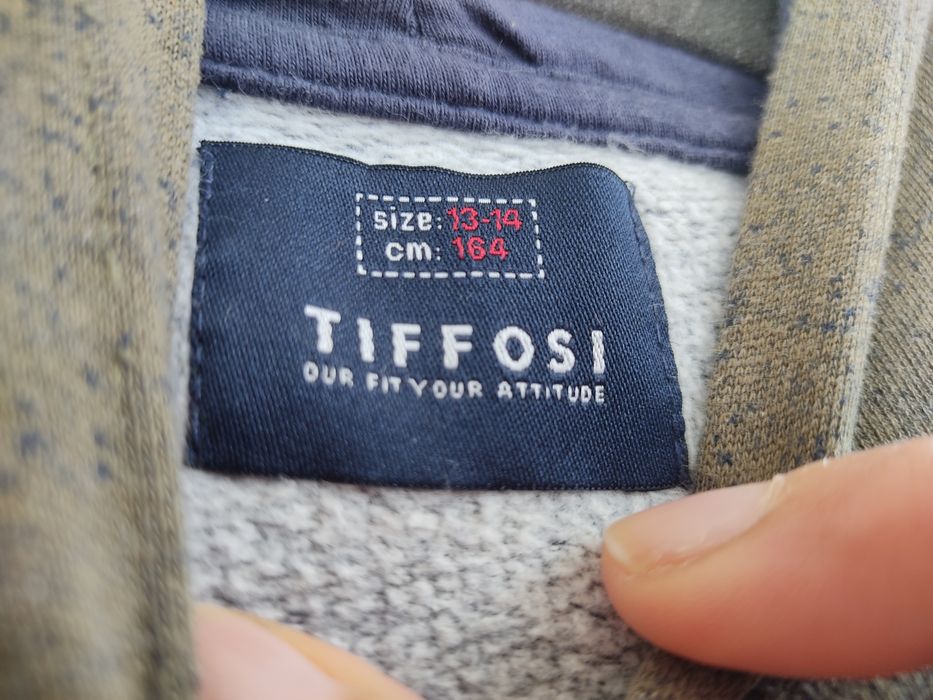 size: 13-14
cm: 164
TIFFOSI
OUR FIT YOUR ATTITUDE